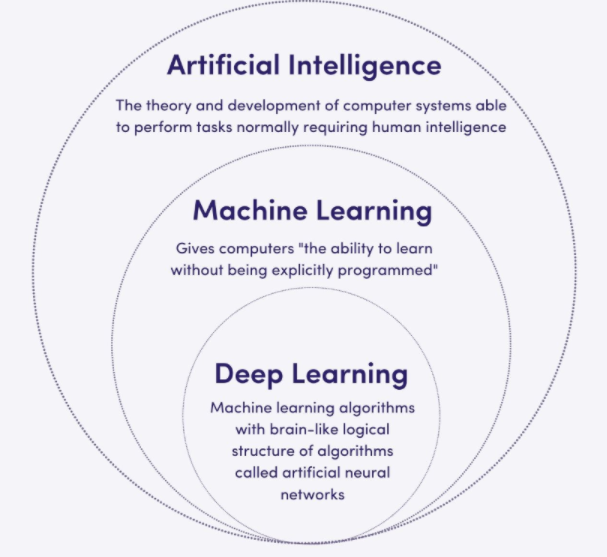 Artificial Intelligence
The theory and development of computer systems able
to perform tasks normally requiring human intelligence
Machine Learning
Gives computers "the ability to learn
without being explicitly programmed"
Deep Learning
Machine learning algorithms
with brain-like logical
structure of algorithms
called artificial neural
networks